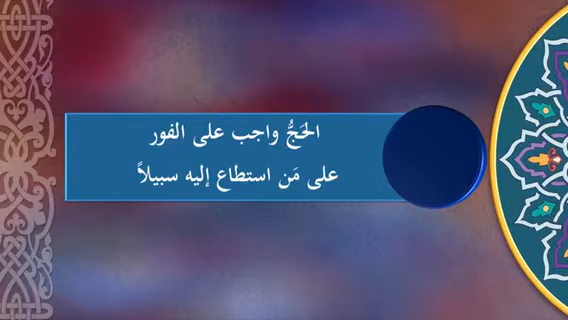 الحَجُّ واجب على الفور
على مَن استطاع إليه سبيلاً